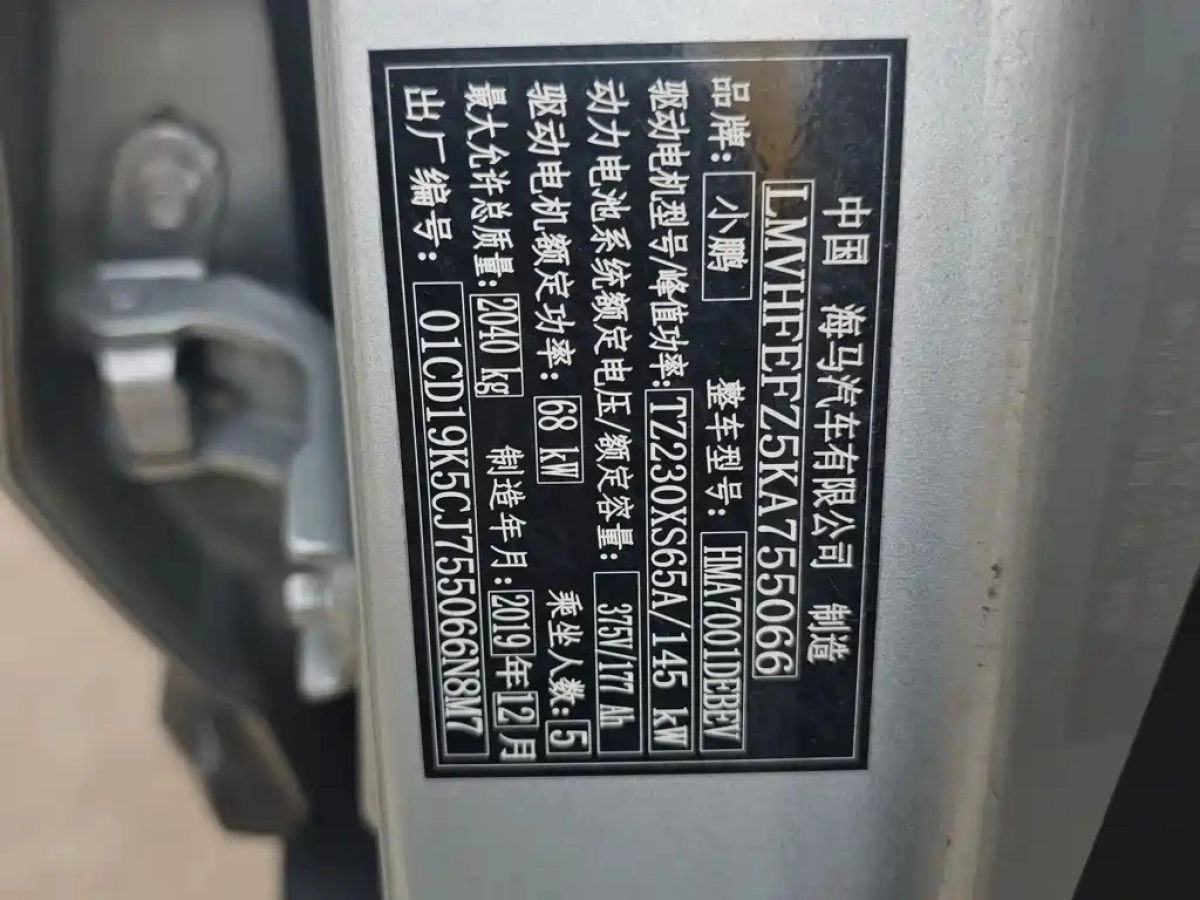 中国 海马汽车有限公司 制造
LMVHFEFZ5KA755066
品牌: 小鹏 整车型号: HMA7001DEBEV
驱动电机型号/峰值功率: TZ230XS65A/145 kW
动力电池系统额定电压/额定容量: 375V/177 Ah
驱动电机额定功率: 68 kW 乘坐人数: 5
最大允许总质量: 2040 kg 制造年月: 2019年12月
出厂编号: 01CD19K5CJ755066N8M7